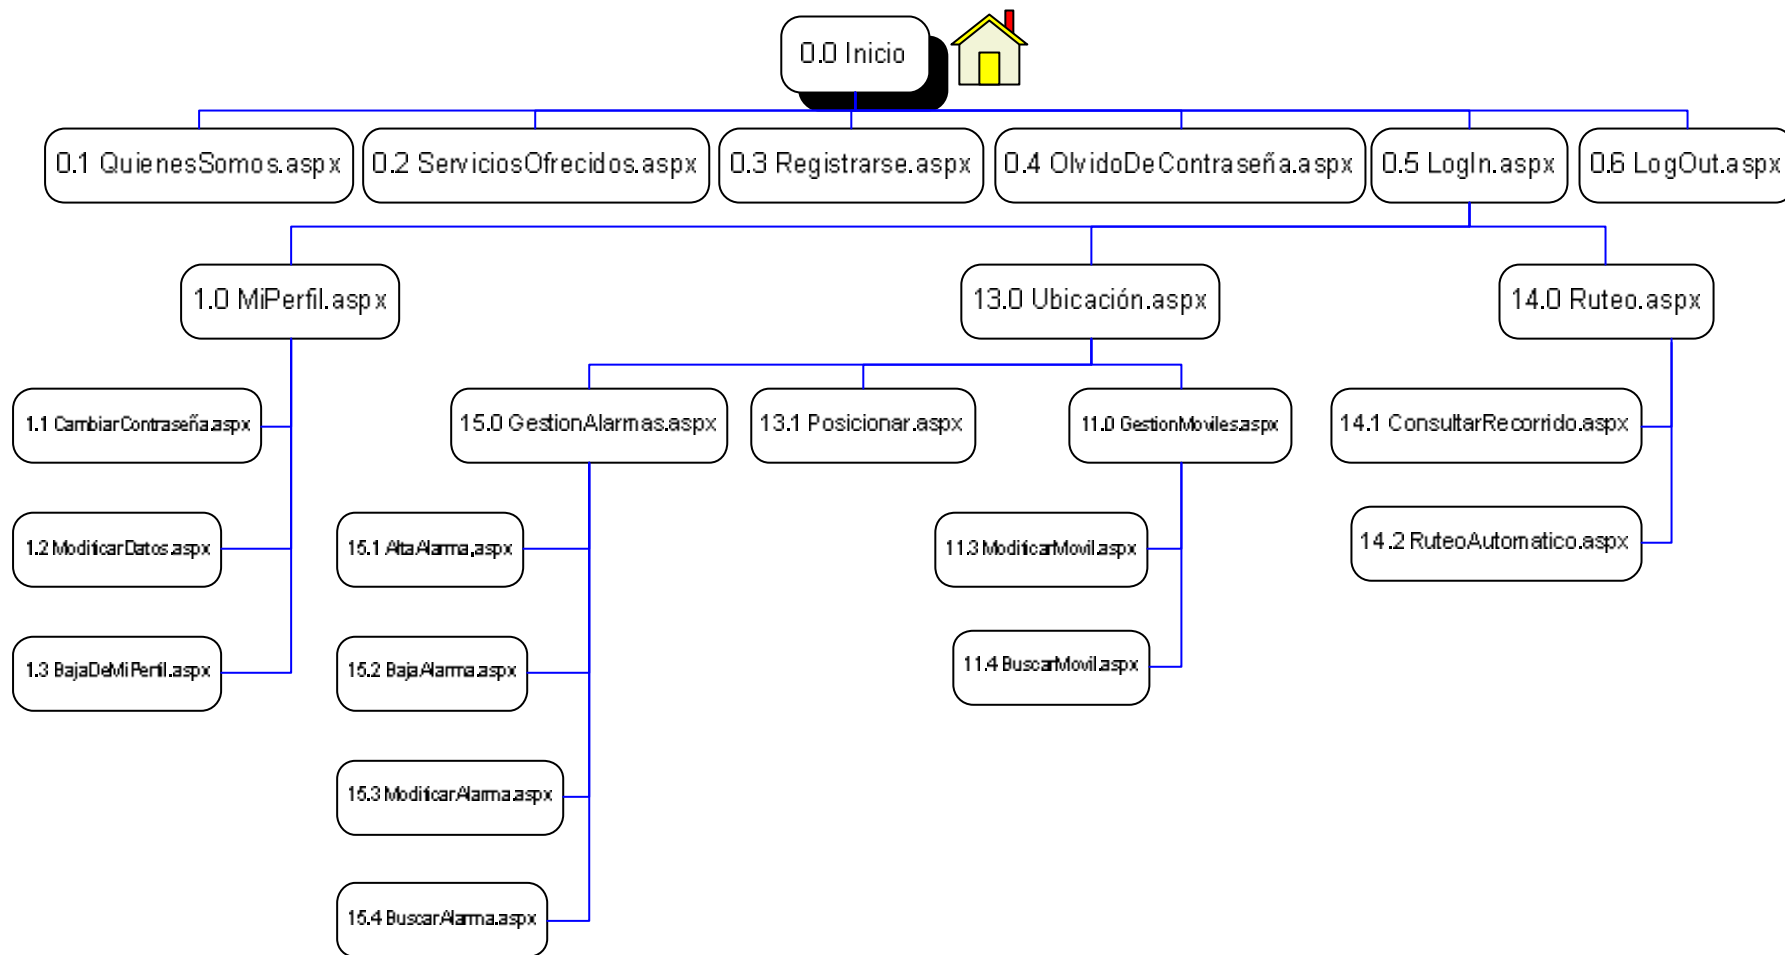 0.0 Inicio
0.1 QuienesSomos.aspx
0.2 ServiciosOfrecidos.aspx
0.3 Registrarse.aspx
0.4 OlvidoDeContraseña.aspx
0.5 LogIn.aspx
0.6 LogOut.aspx
1.0 MiPerfil.aspx
13.0 Ubicación.aspx
14.0 Ruteo.aspx
1.1 CambiarContraseña.aspx
15.0 GestionAlarmas.aspx
13.1 Posicionar.aspx
11.0 GestionMoviles.aspx
14.1 ConsultarRecorrido.aspx
1.2 ModificarDatos.aspx
15.1 AltaAlarma,aspx
11.3 ModificarMovil.aspx
14.2 RuteoAutomatico.aspx
1.3 BajaDeMiPerfil.aspx
15.2 BajaAlarma.aspx
11.4 BuscarMovil.aspx
15.3 ModificarAlarma.aspx
15.4 BuscarAlarma.aspx